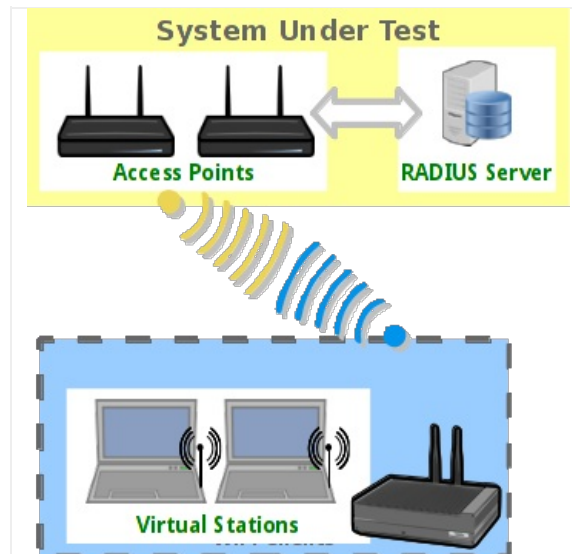 System Under Test
Access Points
RADIUS Server
Virtual Stations